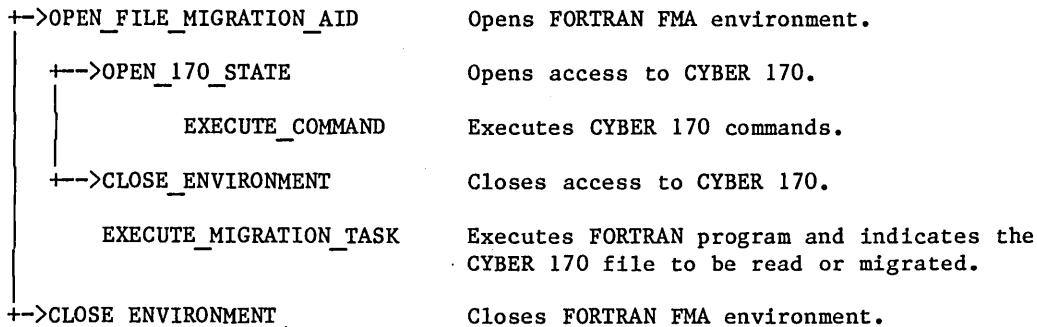 +->OPEN_FILE_MIGRATION_AID Opens FORTRAN FMA environment.
+-->OPEN_170_STATE Opens access to CYBER 170.
EXECUTE_COMMAND Executes CYBER 170 commands.
+-->CLOSE_ENVIRONMENT Closes access to CYBER 170.
EXECUTE_MIGRATION_TASK Executes FORTRAN program and indicates the
CYBER 170 file to be read or migrated.
+->CLOSE ENVIRONMENT Closes FORTRAN FMA environment.